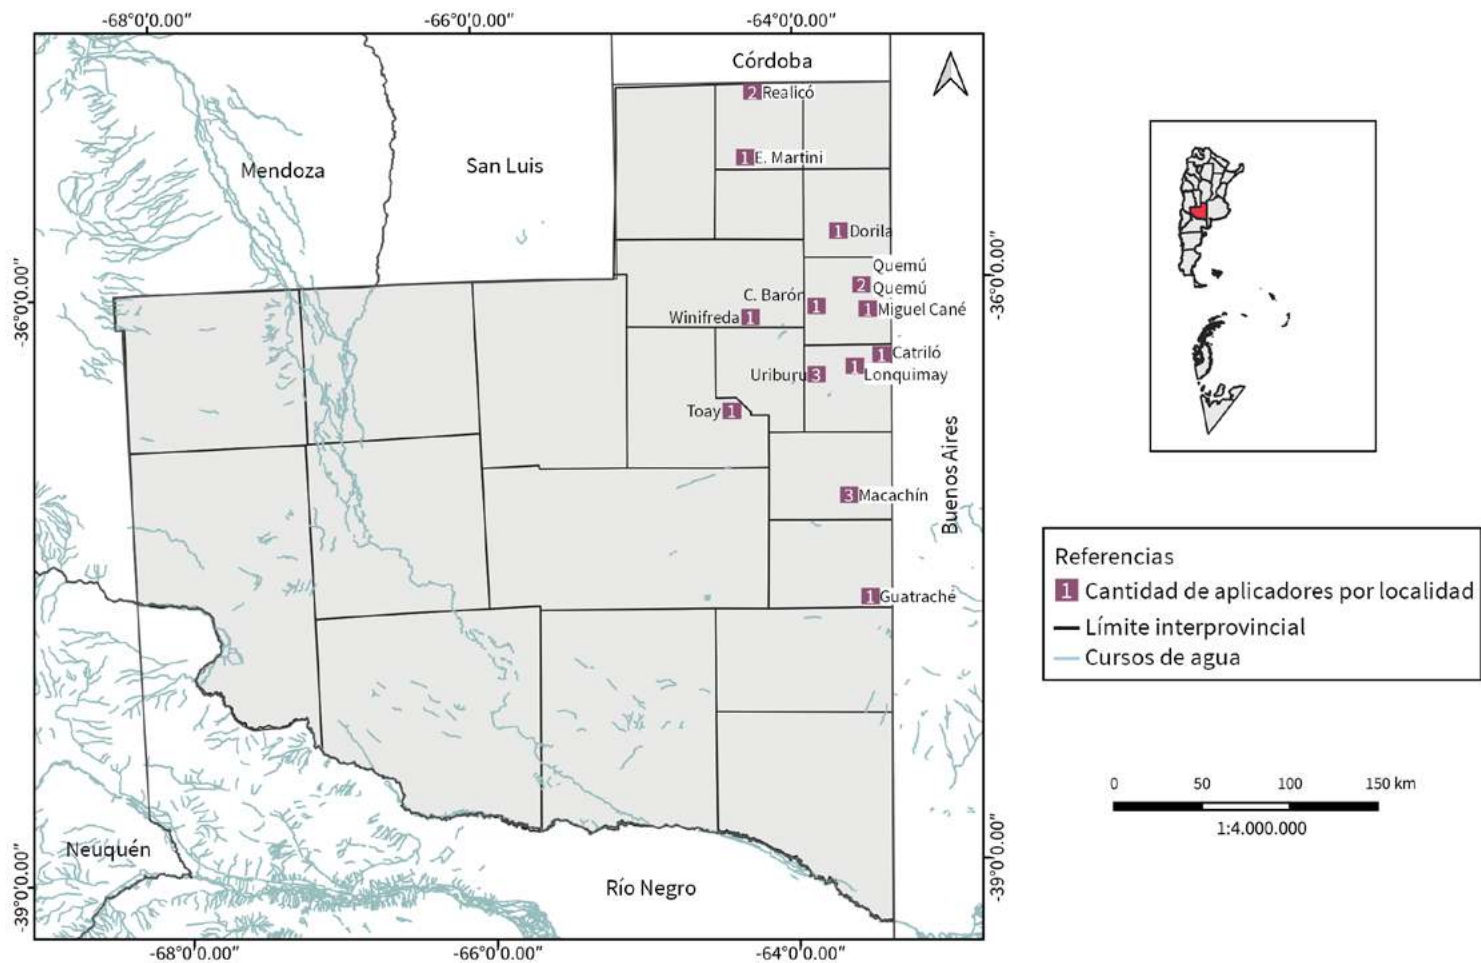 -68°0'0.00"
-66°0'0.00"
-64°0'0.00"
Córdoba
2 Realicó
Mendoza
San Luis
1 E. Martini
1 Dorila
-36°0'0.00"
-36°0'0.00"
Quemú
2 Quemú
C. Barón
1
1 Miguel Cané
Winifreda 1
1 Catriló
Uriburu 3
1 Lonquimay
Toay 1
Buenos Aires
3 Macachín
1 Guatraché
Neuquén
Río Negro
-39°0'0.00"
-39°0'0.00"
-68°0'0.00"
-66°0'0.00"
-64°0'0.00"
Referencias
1 Cantidad de aplicadores por localidad
Límite interprovincial
Cursos de agua
0 50 100 150 km
1:4.000.000